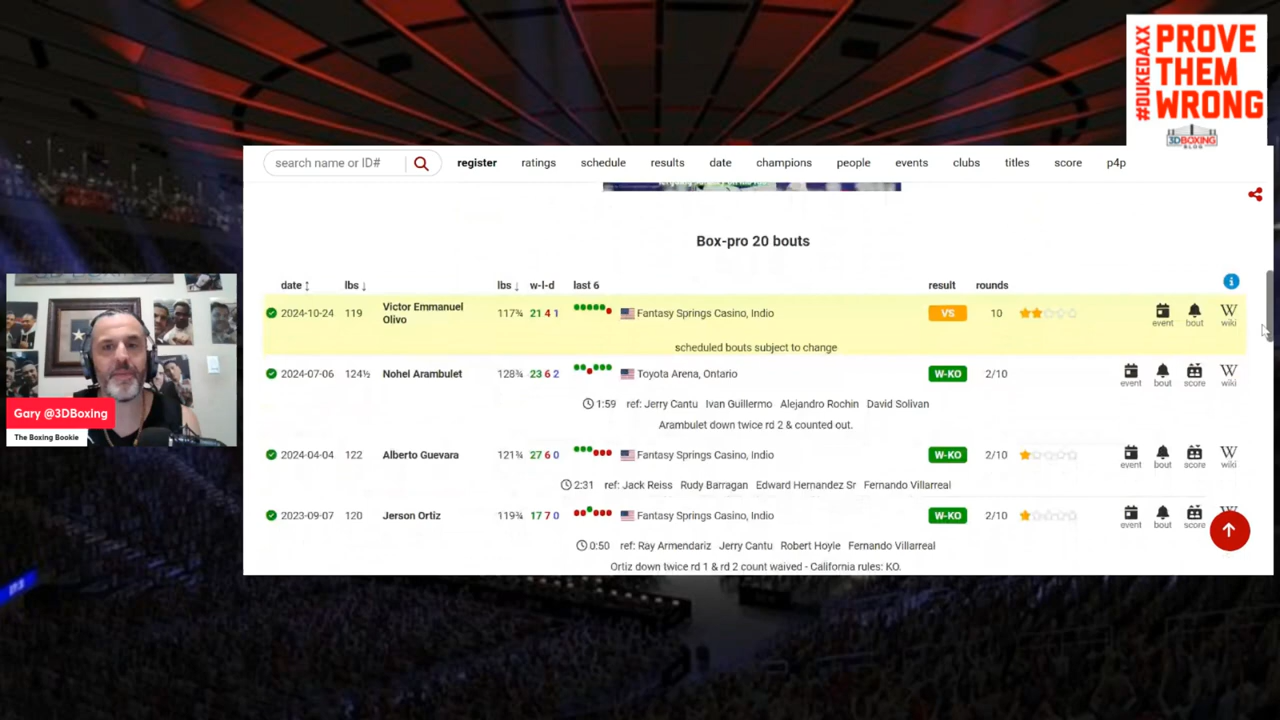 #DUKEDAXX
PROVE
THEM
WRONG
3DBOXING
BLOG
search name or ID# register ratings schedule results date champions people events clubs titles score p4p
Box-pro 20 bouts
date lbs lbs w-l-d last 6 result rounds
2024-10-24 119 Victor Emmanuel Olivo 117¾ 21 4 1 Fantasy Springs Casino, Indio VS 10 event bout wiki
scheduled bouts subject to change
2024-07-06 124½ Nohel Arambulet 128¾ 23 6 2 Toyota Arena, Ontario W-KO 2/10 event bout score wiki
1:59 ref: Jerry Cantu Ivan Guillermo Alejandro Rochin David Solivan
Arambulet down twice rd 2 & counted out.
2024-04-04 122 Alberto Guevara 121¾ 27 6 0 Fantasy Springs Casino, Indio W-KO 2/10 event bout score wiki
2:31 ref: Jack Reiss Rudy Barragan Edward Hernandez Sr Fernando Villarreal
2023-09-07 120 Jerson Ortiz 119¾ 17 7 0 Fantasy Springs Casino, Indio W-KO 2/10 event bout score
0:50 ref: Ray Armendariz Jerry Cantu Robert Hoyle Fernando Villarreal
Ortiz down twice rd 1 & rd 2 count waived - California rules: KO.
Gary @3DBoxing
The Boxing Bookie